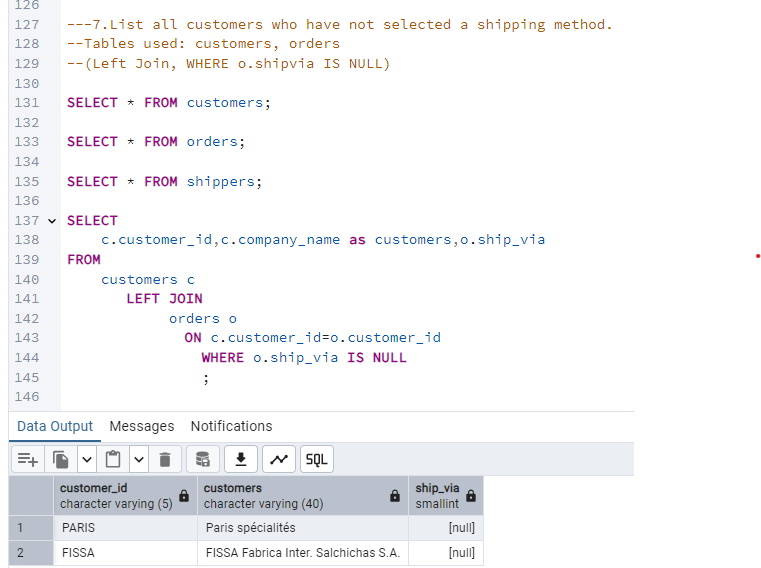 126
127 ---7.List all customers who have not selected a shipping method.
128 --Tables used: customers, orders
129 --(Left Join, WHERE o.shipvia IS NULL)
130
131 SELECT * FROM customers;
132
133 SELECT * FROM orders;
134
135 SELECT * FROM shippers;
136
137 SELECT
138 c.customer_id,c.company_name as customers,o.ship_via
139 FROM
140 customers c
141 LEFT JOIN
142 orders o
143 ON c.customer_id=o.customer_id
144 WHERE o.ship_via IS NULL
145 ;
146
Data Output Messages Notifications
SQL
customer_id customers ship_via
character varying (5) character varying (40) smallint
1 PARIS Paris spécialités [null]
2 FISSA FISSA Fabrica Inter. Salchichas S.A. [null]